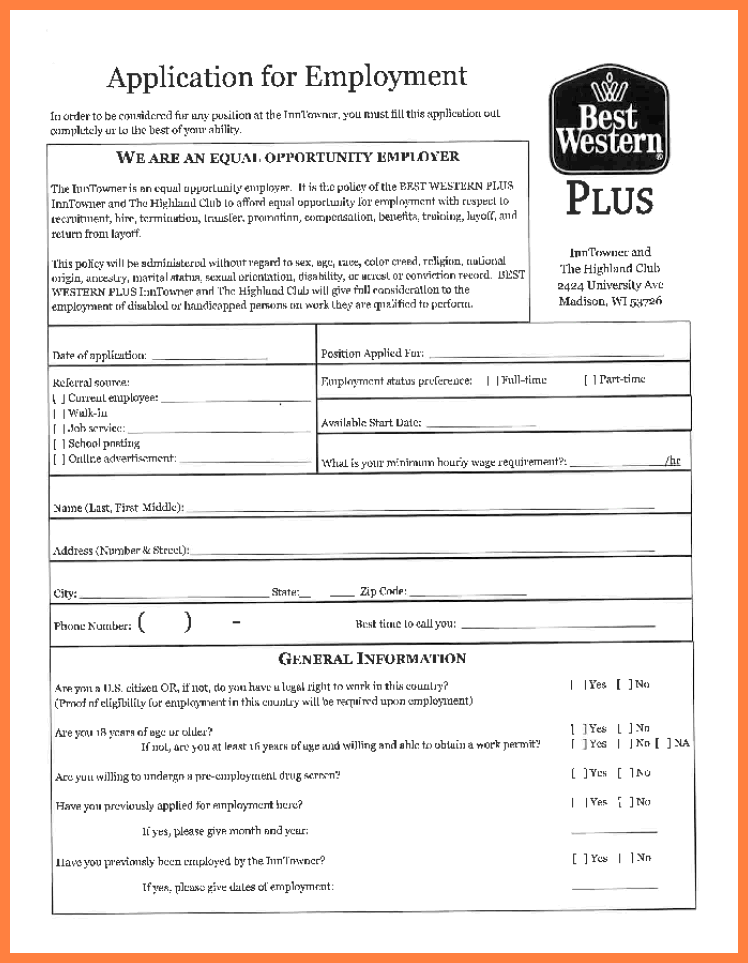 Application for Employment
In order to be considered for any position at the InnTowner, you must fill this application out
completely or to the best of your ability.
WE ARE AN EQUAL OPPORTUNITY EMPLOYER
The InnTowner is an equal opportunity employer. It is the policy of the BEST WESTERN PLUS
InnTowner and The Highland Club to afford equal opportunity for employment with respect to
recruitment, hire, termination, transfer, promotion, compensation, benefits, training, layoff, and
return from layoff.
This policy will be administered without regard to sex, age, race, color creed, religion, national
origin, ancestry, marital status, sexual orientation, disability, or arrest or conviction record. BEST
WESTERN PLUS InnTowner and The Highland Club will give full consideration to the
employment of disabled or handicapped persons on work they are qualified to perform.
Best
Western®
PLUS
InnTowner and
The Highland Club
2424 University Ave
Madison, WI 53726
Date of application: ____________________
Position Applied For: ____________________
Referral source:
[ ] Current employee: ____________________
[ ] Walk-in
[ ] Job service: ____________________
[ ] School posting
[ ] Online advertisement: ____________________
Employment status preference: [ ] Full-time [ ] Part-time
Available Start Date: ____________________
What is your minimum hourly wage requirement?: ____________________/hr
Name (Last, First Middle): ____________________
Address (Number & Street): ____________________
City: ____________________ State:__ ____ Zip Code: ____________________
Phone Number: ( ) - Best time to call you: ____________________
GENERAL INFORMATION
Are you a U.S. citizen OR, if not, do you have a legal right to work in this country? [ ] Yes [ ] No
(Proof of eligibility for employment in this country will be required upon employment)
Are you 18 years of age or older? [ ] Yes [ ] No
If not, are you at least 16 years of age and willing and able to obtain a work permit? [ ] Yes [ ] No [ ] NA
Are you willing to undergo a pre-employment drug screen? [ ] Yes [ ] No
Have you previously applied for employment here? [ ] Yes [ ] No
If yes, please give month and year: ____________________
Have you previously been employed by the InnTowner? [ ] Yes [ ] No
If yes, please give dates of employment: ____________________